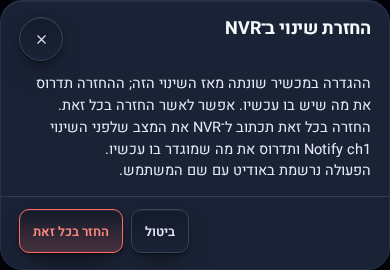 החזרת שינוי ב־NVR
ההגדרה במכשיר שונתה מאז השינוי הזה; ההחזרה תדרוס
את מה שיש בו עכשיו. אפשר לאשר החזרה בכל זאת.
החזרה בכל זאת תכתוב ל־NVR את המצב שלפני השינוי
Notify ch1 ותדרוס את מה שמוגדר בו עכשיו.
הפעולה נרשמת באודיט עם שם המשתמש.
ביטול
החזר בכל זאת